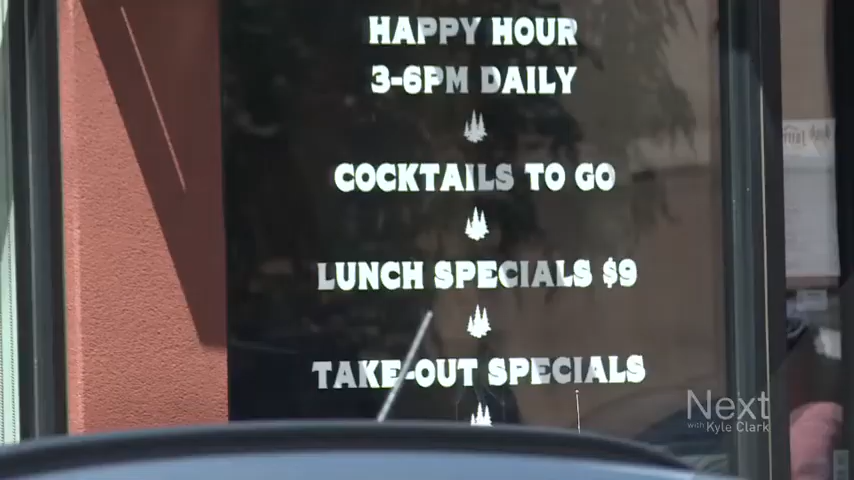 HAPPY HOUR
3-6PM DAILY
COCKTAILS TO GO
LUNCH SPECIALS $9
TAKE-OUT SPECIALS
Next
with Kyle Clark